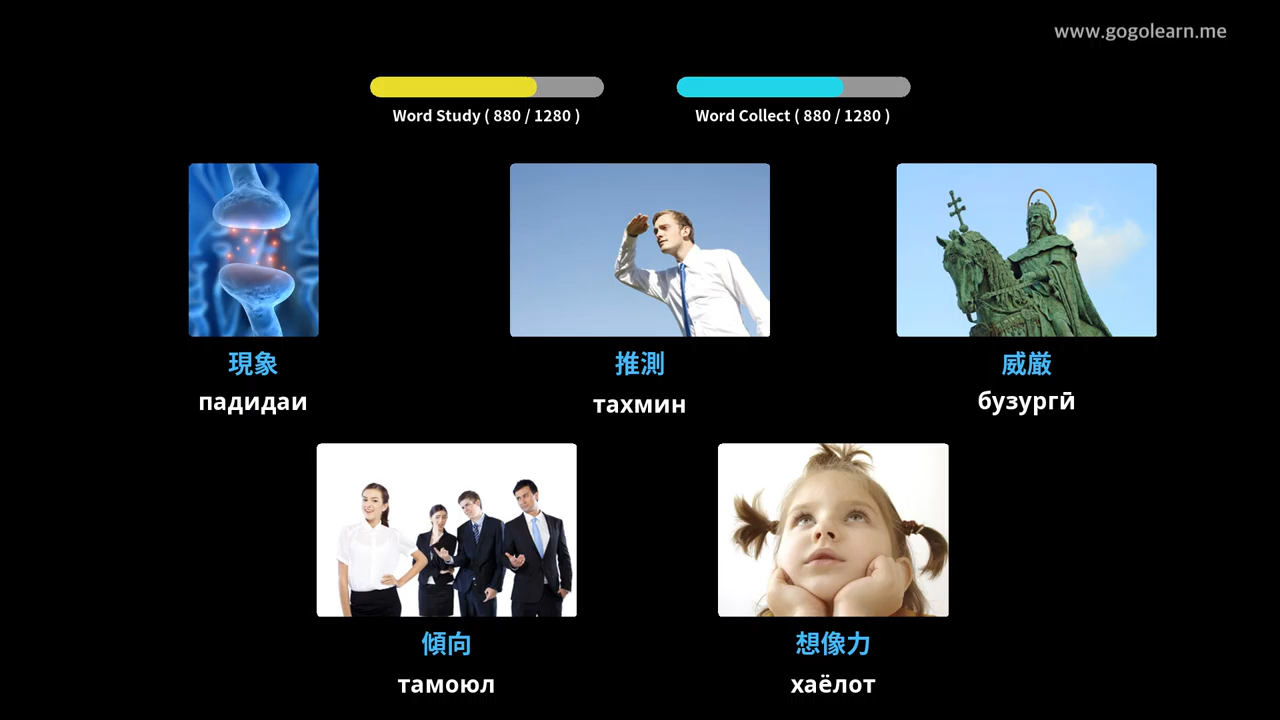 www.gogolearn.me
Word Study ( 880 / 1280 )
Word Collect ( 880 / 1280 )
現象
падидаи
推測
тахмин
威厳
бузургӣ
傾向
тамоюл
想像力
хаёлот